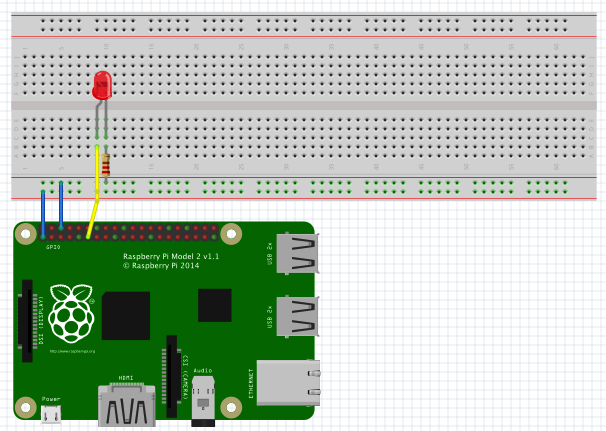 GPIO
Raspberry Pi Model 2 v1.1
© Raspberry Pi 2014
USB 2x
DSI (DISPLAY)
http://www.raspberrypi.org
USB 2x
CSI (CAMERA)
HDMI
Audio
ETHERNET
Power